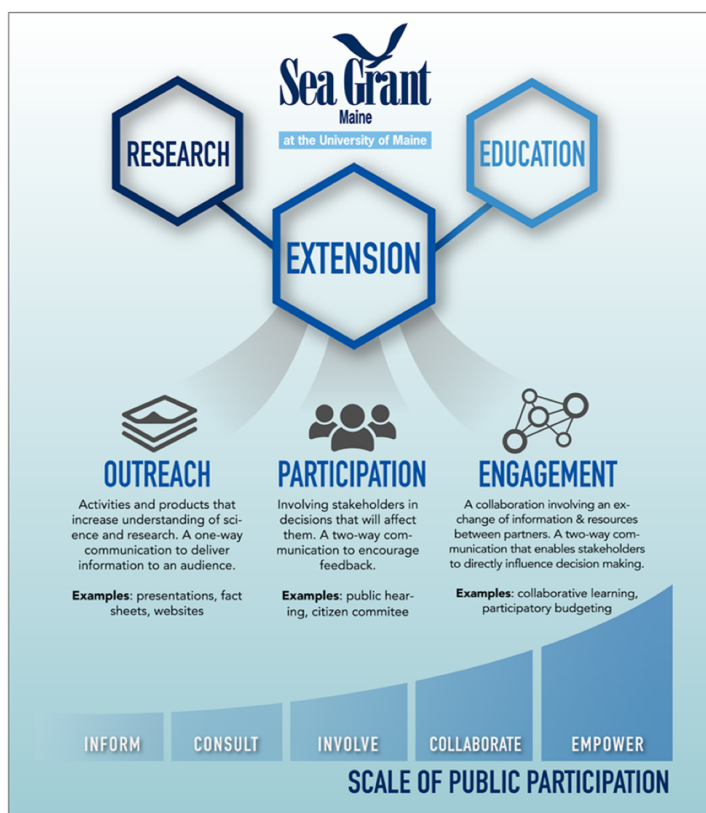 Sea Grant
Maine
at the University of Maine
RESEARCH
EDUCATION
EXTENSION
OUTREACH
Activities and products that
increase understanding of sci-
ence and research. A one-way
communication to deliver
information to an audience.
Examples: presentations, fact
sheets, websites
PARTICIPATION
Involving stakeholders in
decisions that will affect
them. A two-way com-
munication to encourage
feedback.
Examples: public hear-
ing, citizen commitee
ENGAGEMENT
A collaboration involving an ex-
change of information & resources
between partners. A two-way com-
munication that enables stakeholders
to directly influence decision making.
Examples: collaborative learning,
participatory budgeting
INFORM
CONSULT
INVOLVE
COLLABORATE
EMPOWER
SCALE OF PUBLIC PARTICIPATION